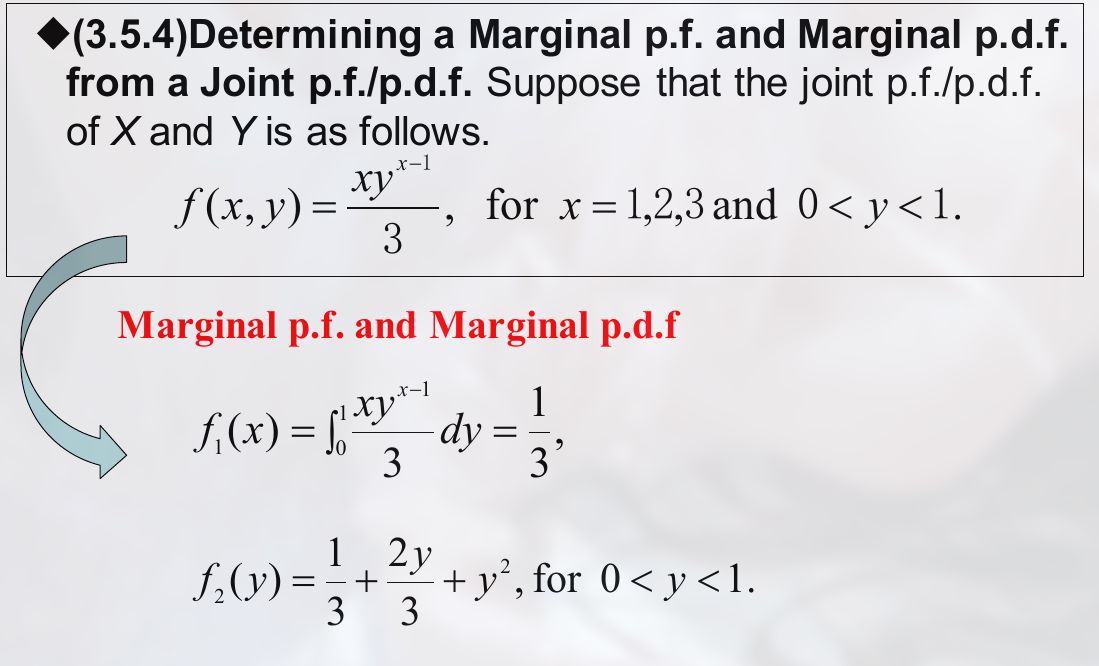 ◆(3.5.4)Determining a Marginal p.f. and Marginal p.d.f.
from a Joint p.f./p.d.f. Suppose that the joint p.f./p.d.f.
of X and Y is as follows.
f(x, y) = \frac{xy^{x-1}}{3}, for x = 1,2,3 and 0 < y < 1.
Marginal p.f. and Marginal p.d.f
f_1(x) = \int_0^1 \frac{xy^{x-1}}{3} dy = \frac{1}{3},
f_2(y) = \frac{1}{3} + \frac{2y}{3} + y^2, for 0 < y < 1.